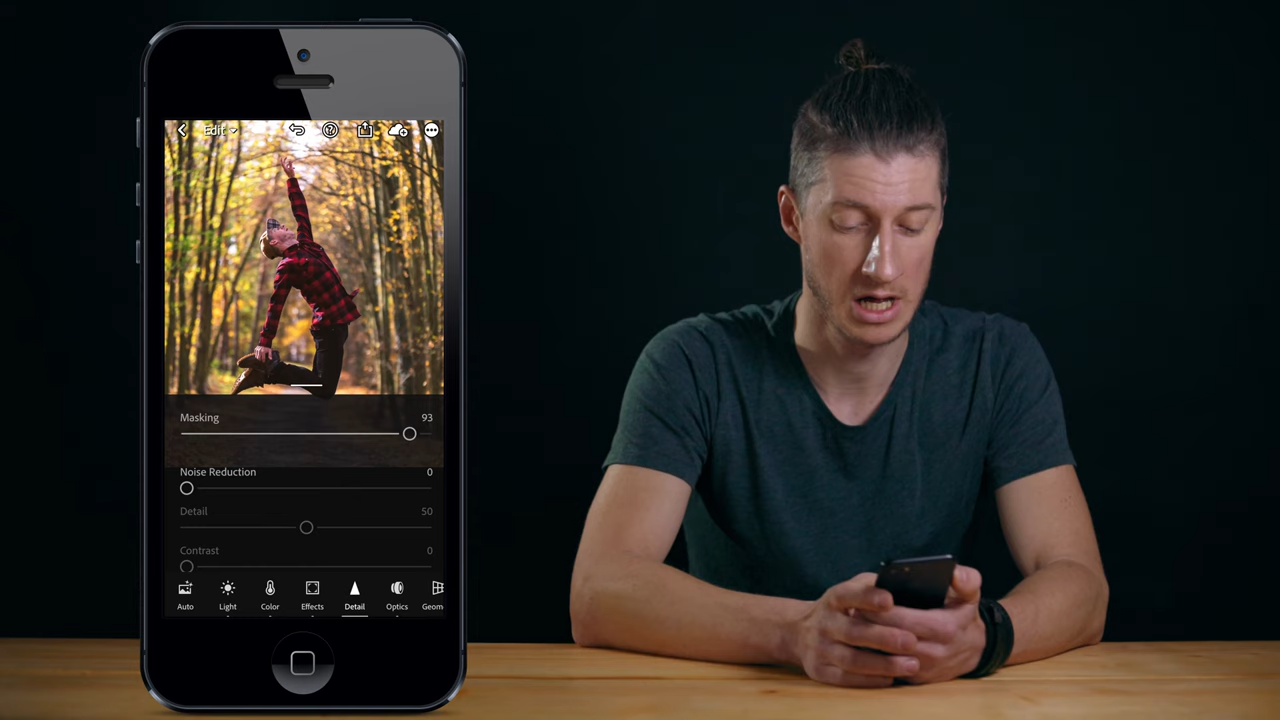 Edit
Masking 93
Noise Reduction 0
Detail 50
Contrast 0
Auto Light Color Effects Detail Optics Geom